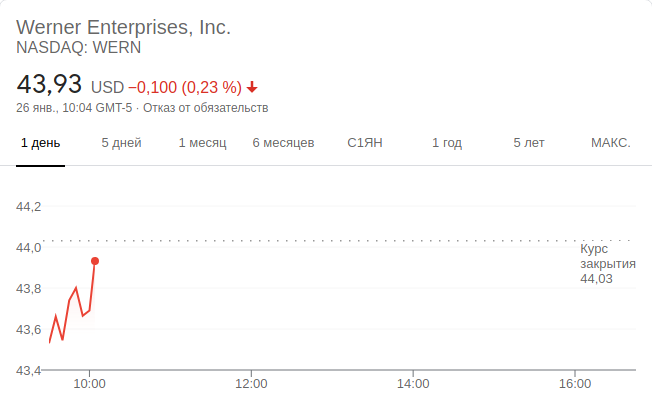 Werner Enterprises, Inc.
NASDAQ: WERN
43,93 USD −0,100 (0,23 %)
26 янв., 10:04 GMT-5 · Отказ от обязательств
1 день 5 дней 1 месяц 6 месяцев С1ЯН 1 год 5 лет МАКС.
44,2
44,0
Курс
закрытия
44,03
43,8
43,6
43,4
10:00 12:00 14:00 16:00